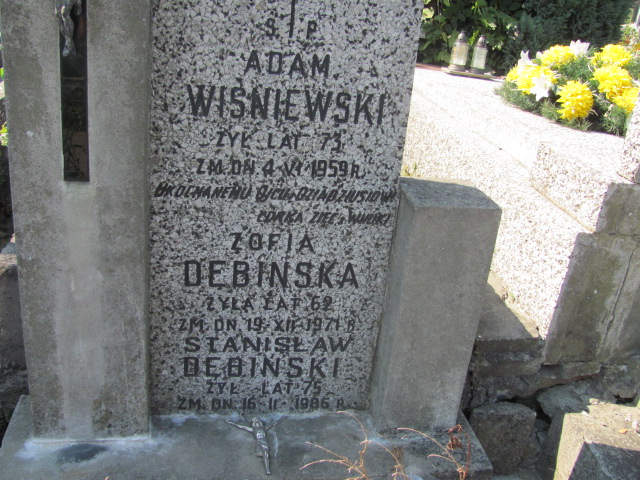 Ś. P.
ADAM
WIŚNIEWSKI
ŻYŁ LAT 73
ZM. DN. 4.VI.1959 R.
UKOCHANEMU OJCU I DZIADZIUSIOWI
CÓRKA ZIĘĆ I WNUKI
ZOFIA
DĘBIŃSKA
ŻYŁA LAT 62
ZM. DN. 19.XII.1971 R.
STANISŁAW
DĘBIŃSKI
ŻYŁ LAT 75
ZM. DN. 16.II.1986 R.